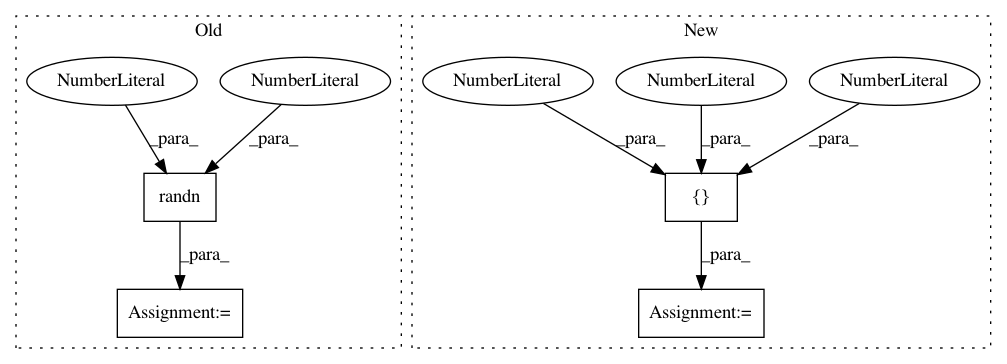 Old
New
NumberLiteral
NumberLiteral
NumberLiteral
NumberLiteral
NumberLiteral
_para_
_para_
_para_
_para_
_para_
randn
{}
_para_
_para_
Assignment:=
Assignment:=